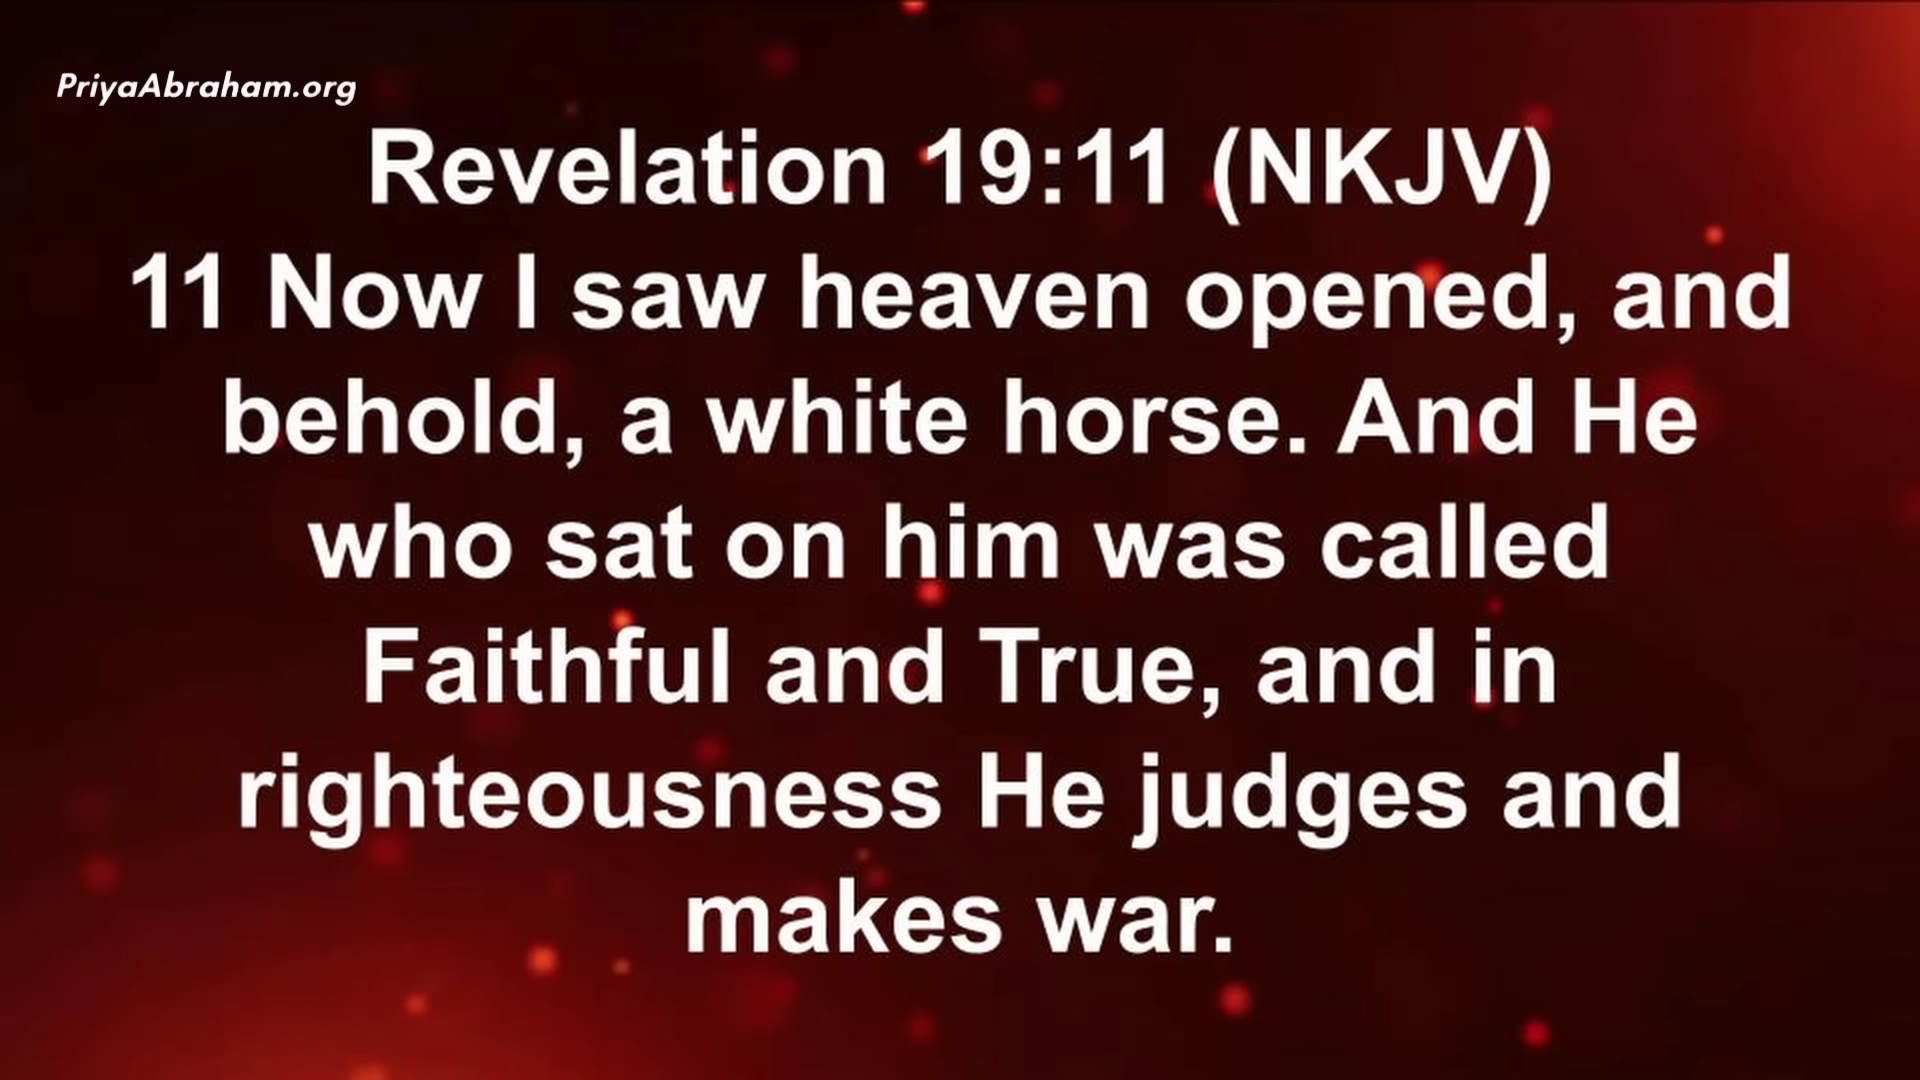 PriyaAbraham.org
Revelation 19:11 (NKJV)
11 Now I saw heaven opened, and
behold, a white horse. And He
who sat on him was called
Faithful and True, and in
righteousness He judges and
makes war.